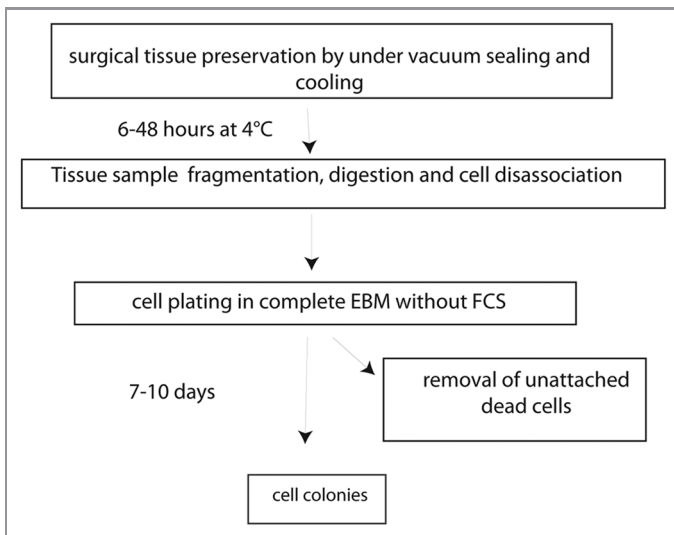 surgical tissue preservation by under vacuum sealing and
cooling
6-48 hours at 4°C
Tissue sample fragmentation, digestion and cell disassociation
cell plating in complete EBM without FCS
7-10 days
removal of unattached
dead cells
cell colonies